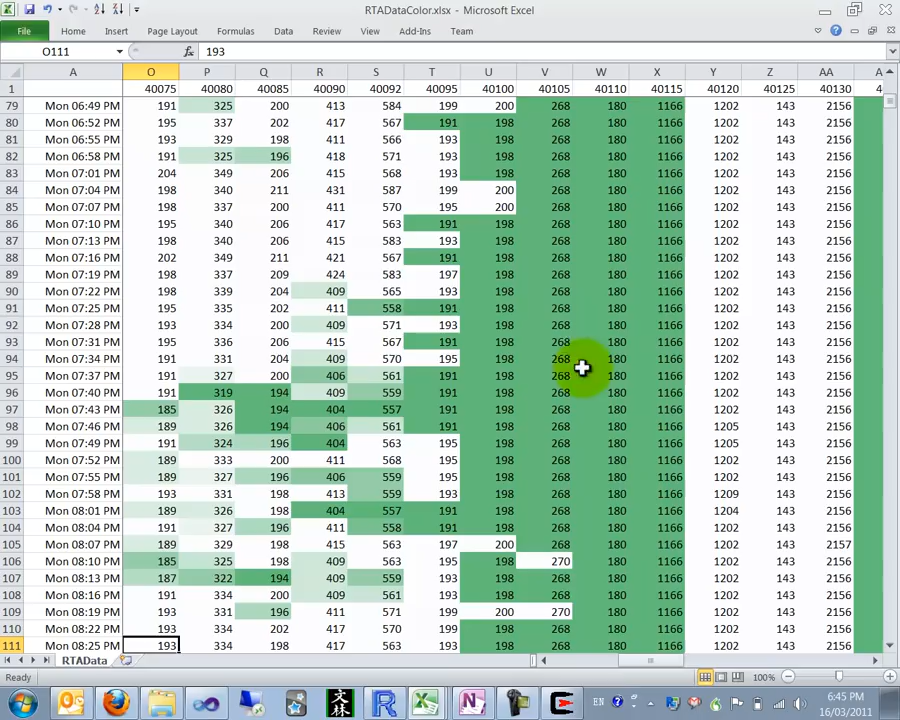 RTADataColor.xlsx - Microsoft Excel
File Home Insert Page Layout Formulas Data Review View Add-Ins Team
O111 fx 193
A O P Q R S T U V W X Y Z AA A
1 40075 40080 40085 40090 40092 40095 40100 40105 40110 40115 40120 40125 40130 4
79 Mon 06:49 PM 191 325 200 413 584 199 200 268 180 1166 1202 143 2156
80 Mon 06:52 PM 195 337 202 417 567 191 198 268 180 1166 1202 143 2156
81 Mon 06:55 PM 193 329 198 411 566 193 198 268 180 1166 1202 143 2156
82 Mon 06:58 PM 191 325 196 418 571 193 198 268 180 1166 1202 143 2156
83 Mon 07:01 PM 204 349 206 415 568 193 198 268 180 1166 1202 143 2156
84 Mon 07:04 PM 198 340 211 431 587 199 200 268 180 1166 1202 143 2156
85 Mon 07:07 PM 198 337 200 411 570 195 200 268 180 1166 1202 143 2156
86 Mon 07:10 PM 195 340 206 417 563 191 198 268 180 1166 1202 143 2156
87 Mon 07:13 PM 198 340 206 415 583 193 198 268 180 1166 1202 143 2156
88 Mon 07:16 PM 202 349 211 421 567 191 198 268 180 1166 1202 143 2156
89 Mon 07:19 PM 198 337 209 424 583 197 198 268 180 1166 1202 143 2156
90 Mon 07:22 PM 198 339 204 409 565 193 198 268 180 1166 1202 143 2156
91 Mon 07:25 PM 195 335 202 411 558 191 198 268 180 1166 1202 143 2156
92 Mon 07:28 PM 193 334 200 409 571 193 198 268 180 1166 1202 143 2156
93 Mon 07:31 PM 195 336 206 415 567 191 198 268 180 1166 1202 143 2156
94 Mon 07:34 PM 191 331 204 409 570 195 198 268 180 1166 1202 143 2156
95 Mon 07:37 PM 191 327 200 406 561 191 198 268 180 1166 1202 143 2156
96 Mon 07:40 PM 191 319 194 409 559 191 198 268 180 1166 1202 143 2156
97 Mon 07:43 PM 185 326 194 404 557 191 198 268 180 1166 1205 143 2156
98 Mon 07:46 PM 189 326 194 406 561 191 198 268 180 1166 1205 143 2156
99 Mon 07:49 PM 191 324 196 404 563 195 198 268 180 1166 1205 143 2156
100 Mon 07:52 PM 189 333 200 411 568 195 198 268 180 1166 1202 143 2156
101 Mon 07:55 PM 189 327 200 406 559 191 198 268 180 1166 1202 143 2156
102 Mon 07:58 PM 193 331 198 413 559 193 198 268 180 1166 1209 143 2156
103 Mon 08:01 PM 189 326 198 404 557 191 198 268 180 1166 1204 143 2156
104 Mon 08:04 PM 191 327 196 411 558 191 198 268 180 1166 1202 143 2156
105 Mon 08:07 PM 189 329 198 415 563 197 200 268 180 1166 1202 143 2157
106 Mon 08:10 PM 185 325 198 409 563 193 198 270 180 1166 1202 143 2156
107 Mon 08:13 PM 187 322 194 409 559 193 198 268 180 1166 1202 143 2156
108 Mon 08:16 PM 191 334 200 409 561 193 198 268 180 1166 1202 143 2156
109 Mon 08:19 PM 193 331 196 411 571 199 200 270 180 1166 1202 143 2156
110 Mon 08:22 PM 193 334 202 417 570 199 198 268 180 1166 1202 143 2156
111 Mon 08:25 PM 193 334 198 417 563 193 198 268 180 1166 1202 143 2156
RTAData
Ready 100%
EN 6:45 PM
16/03/2011